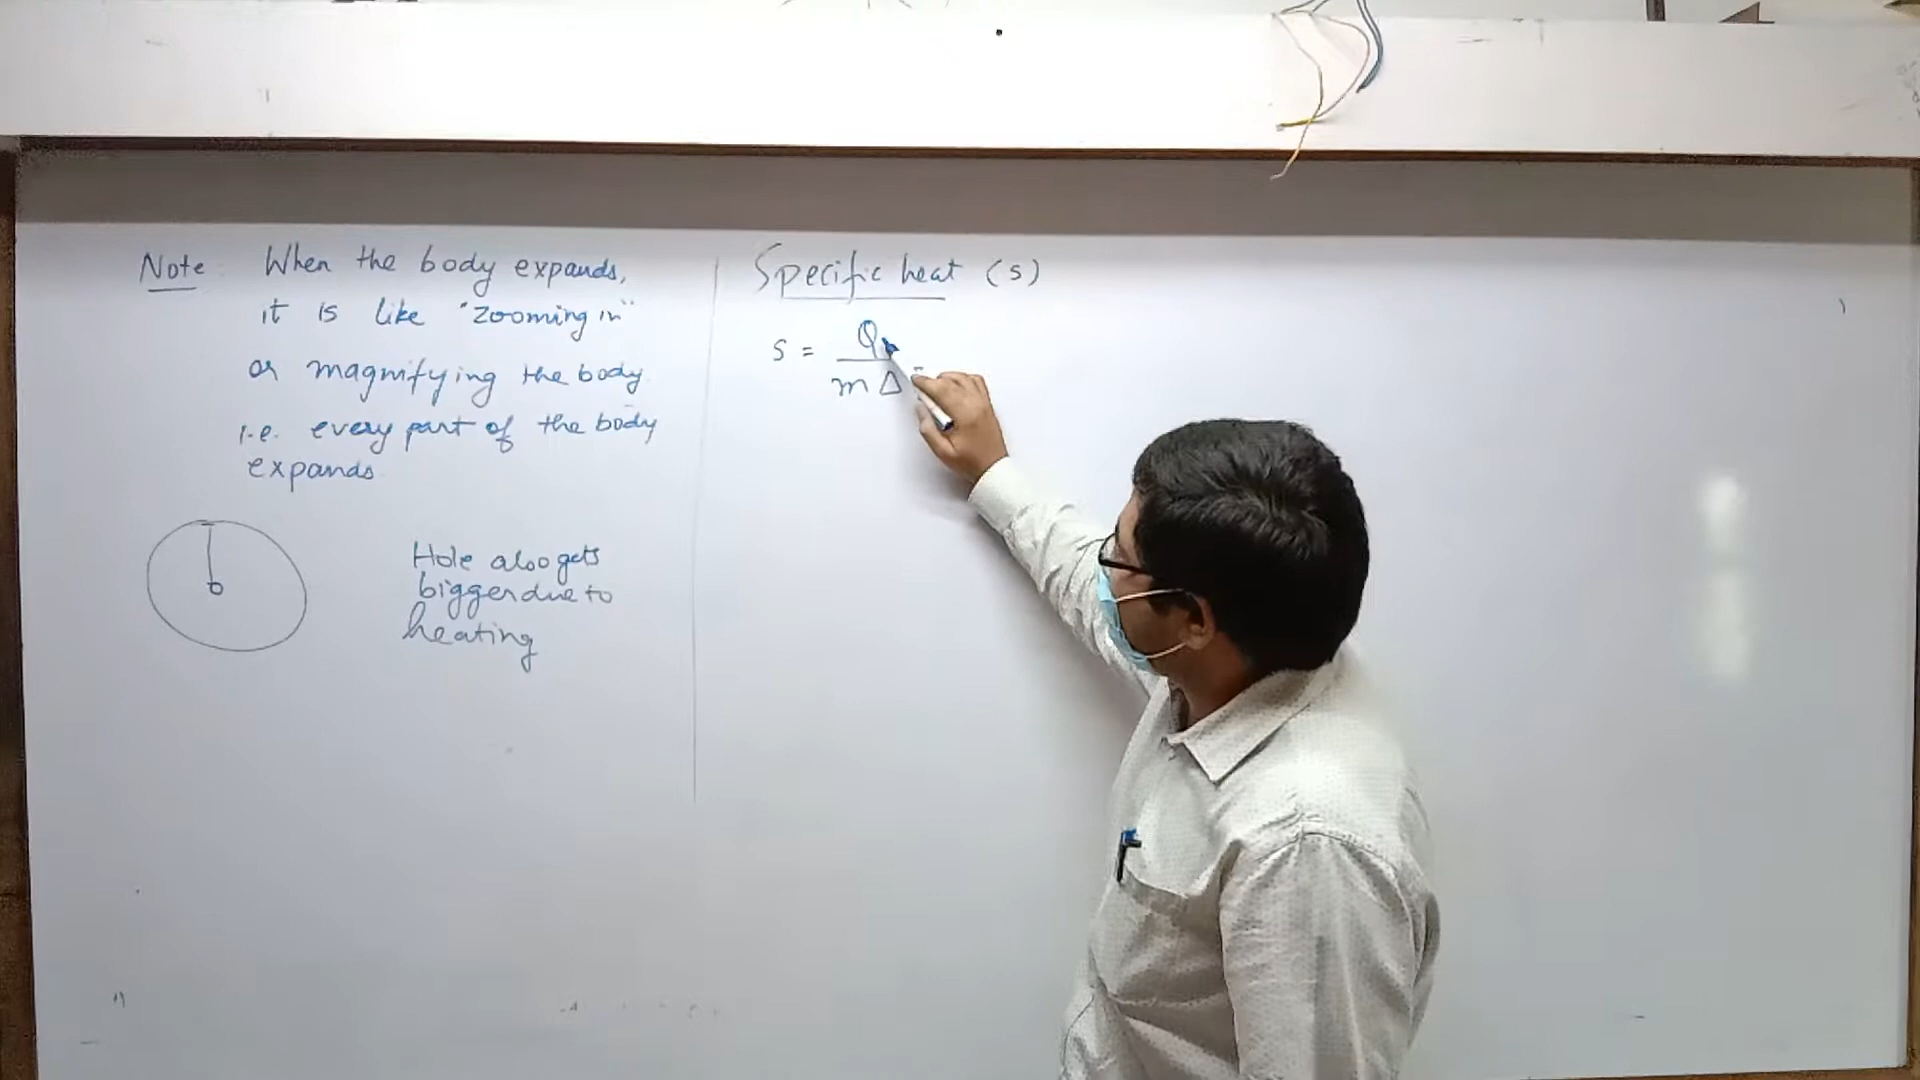 Note : When the body expands,
it is like "zooming in"
or magnifying the body
i.e. every part of the body
expands
Hole also gets
bigger due to
heating
Specific heat (s)
s = Q
m Δ